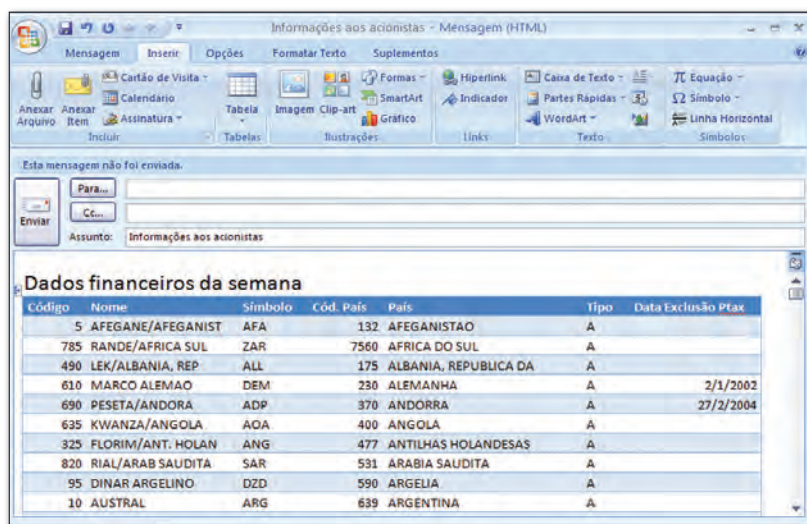 Informações aos acionistas - Mensagem (HTML)
Mensagem Inserir Opções Formatar Texto Suplementos
Anexar Arquivo
Anexar Item
Cartão de Visita
Calendário
Assinatura
Incluir
Tabela
Tabelas
Imagem
Clip-art
Formas
SmartArt
Gráfico
Ilustrações
Hiperlink
Indicador
Links
Caixa de Texto
Partes Rápidas
WordArt
Texto
Equação
Símbolo
Linha Horizontal
Símbolos
Esta mensagem não foi enviada.
Enviar
Para...
Cc...
Assunto: Informações aos acionistas
Dados financeiros da semana
Código Nome Símbolo Cód. País País Tipo Data Exclusão Ptax
5 AFEGANE/AFEGANIST AFA 132 AFEGANISTAO A
785 RANDE/AFRICA SUL ZAR 7560 AFRICA DO SUL A
490 LEK/ALBANIA, REP ALL 175 ALBANIA, REPUBLICA DA A
610 MARCO ALEMAO DEM 230 ALEMANHA A 2/1/2002
690 PESETA/ANDORA ADP 370 ANDORRA A 27/2/2004
635 KWANZA/ANGOLA AOA 400 ANGOLA A
325 FLORIM/ANT. HOLAN ANG 477 ANTILHAS HOLANDESAS A
820 RIAL/ARAB SAUDITA SAR 531 ARABIA SAUDITA A
95 DINAR ARGELINO DZD 590 ARGELIA A
10 AUSTRAL ARG 639 ARGENTINA A